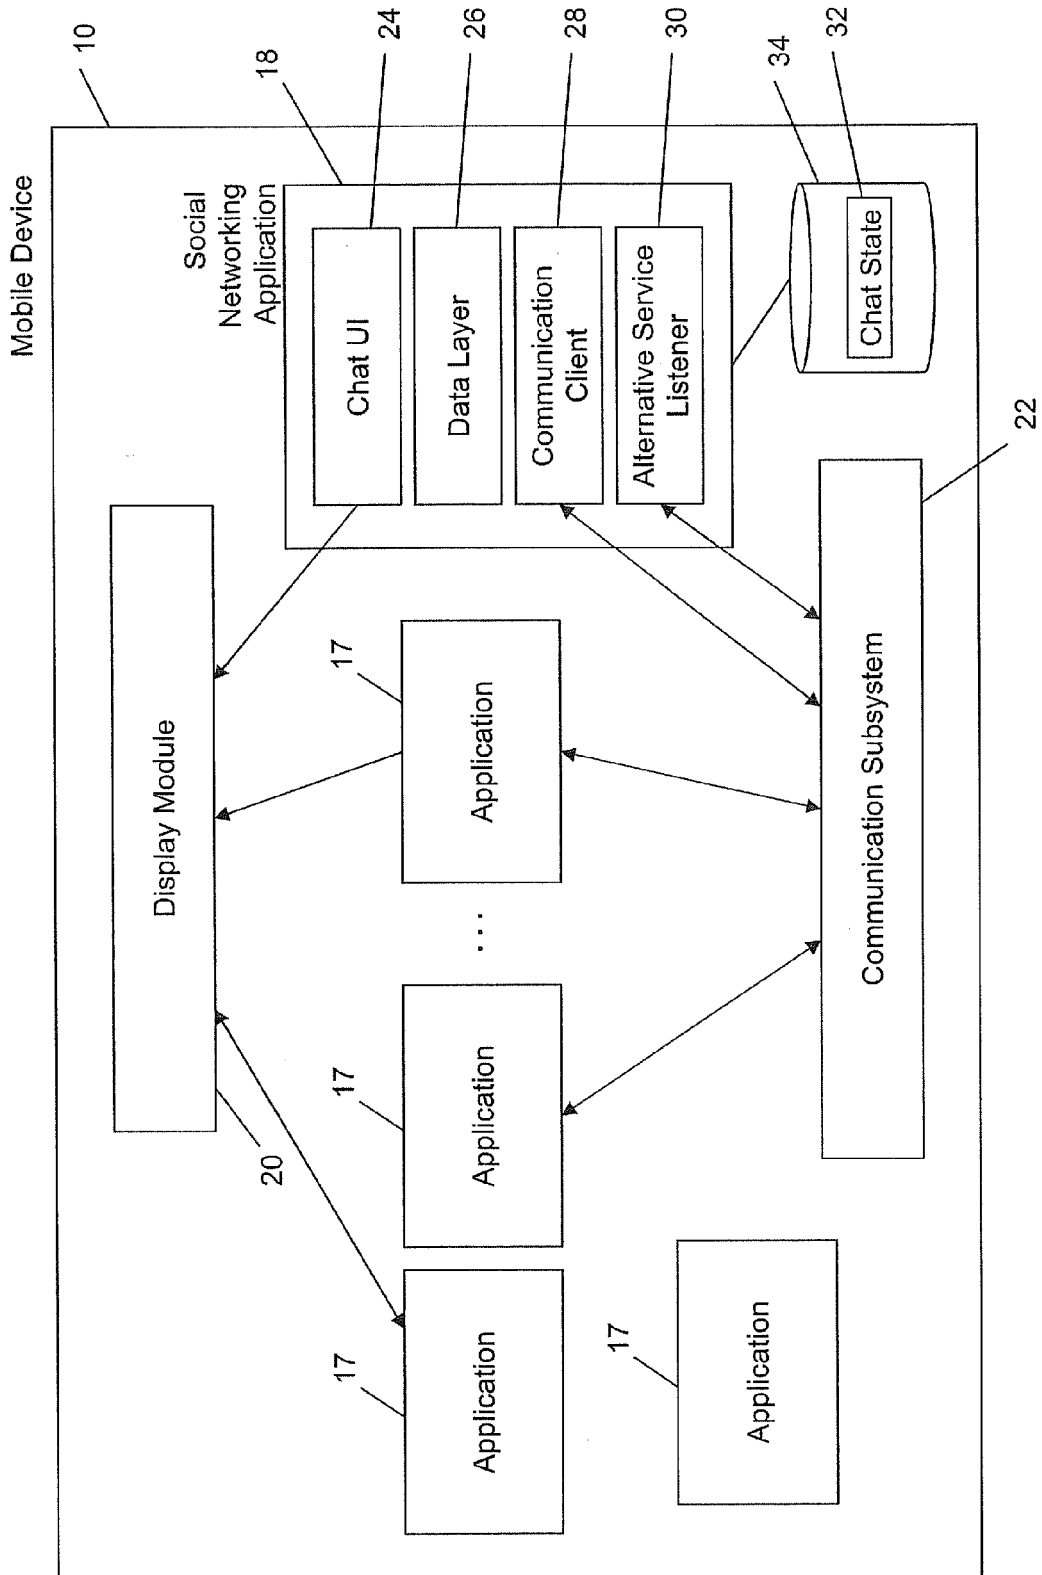 Mobile Device
10
Display Module
20
Social
Networking
Application
18
Chat UI
24
Data Layer
26
Communication
Client
28
Alternative Service
Listener
30
Application
17
Application
17
...
Application
17
Application
17
Communication Subsystem
22
Chat State
32
34